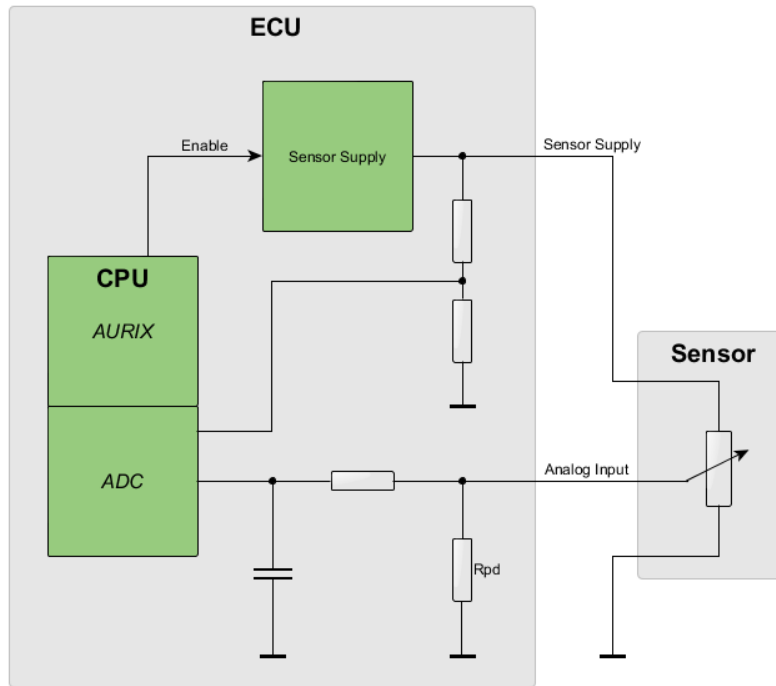 ECU
Enable
Sensor Supply
Sensor Supply
CPU
AURIX
Sensor
ADC
Analog Input
Rpd